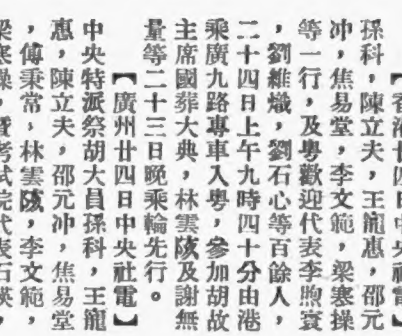 【香港廿四日中央社電】
孫科，陳立夫，王寵惠，邵元
冲，焦易堂，李文範，梁寒操
等一行，及粵歡迎代表李煦寰
，劉維熾，劉石心等百餘人，
二十四日上午九時四十分由港
乘廣九路專車入粵，參加胡故
主席國葬大典，林雲陔及謝無
量等二十三日晚乘輪先行。
【廣州廿四日中央社電】
中央特派祭胡大員孫科，王寵
惠，陳立夫，邵元冲，焦易堂
，傅秉常，林雲陔，李文範，
梁寒操，暨考試院代表石瑛，